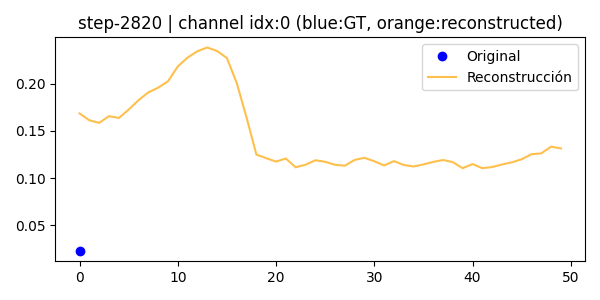 step-2820 | channel idx:0 (blue:GT, orange:reconstructed)
Original
Reconstrucción
0.20
0.15
0.10
0.05
0 10 20 30 40 50